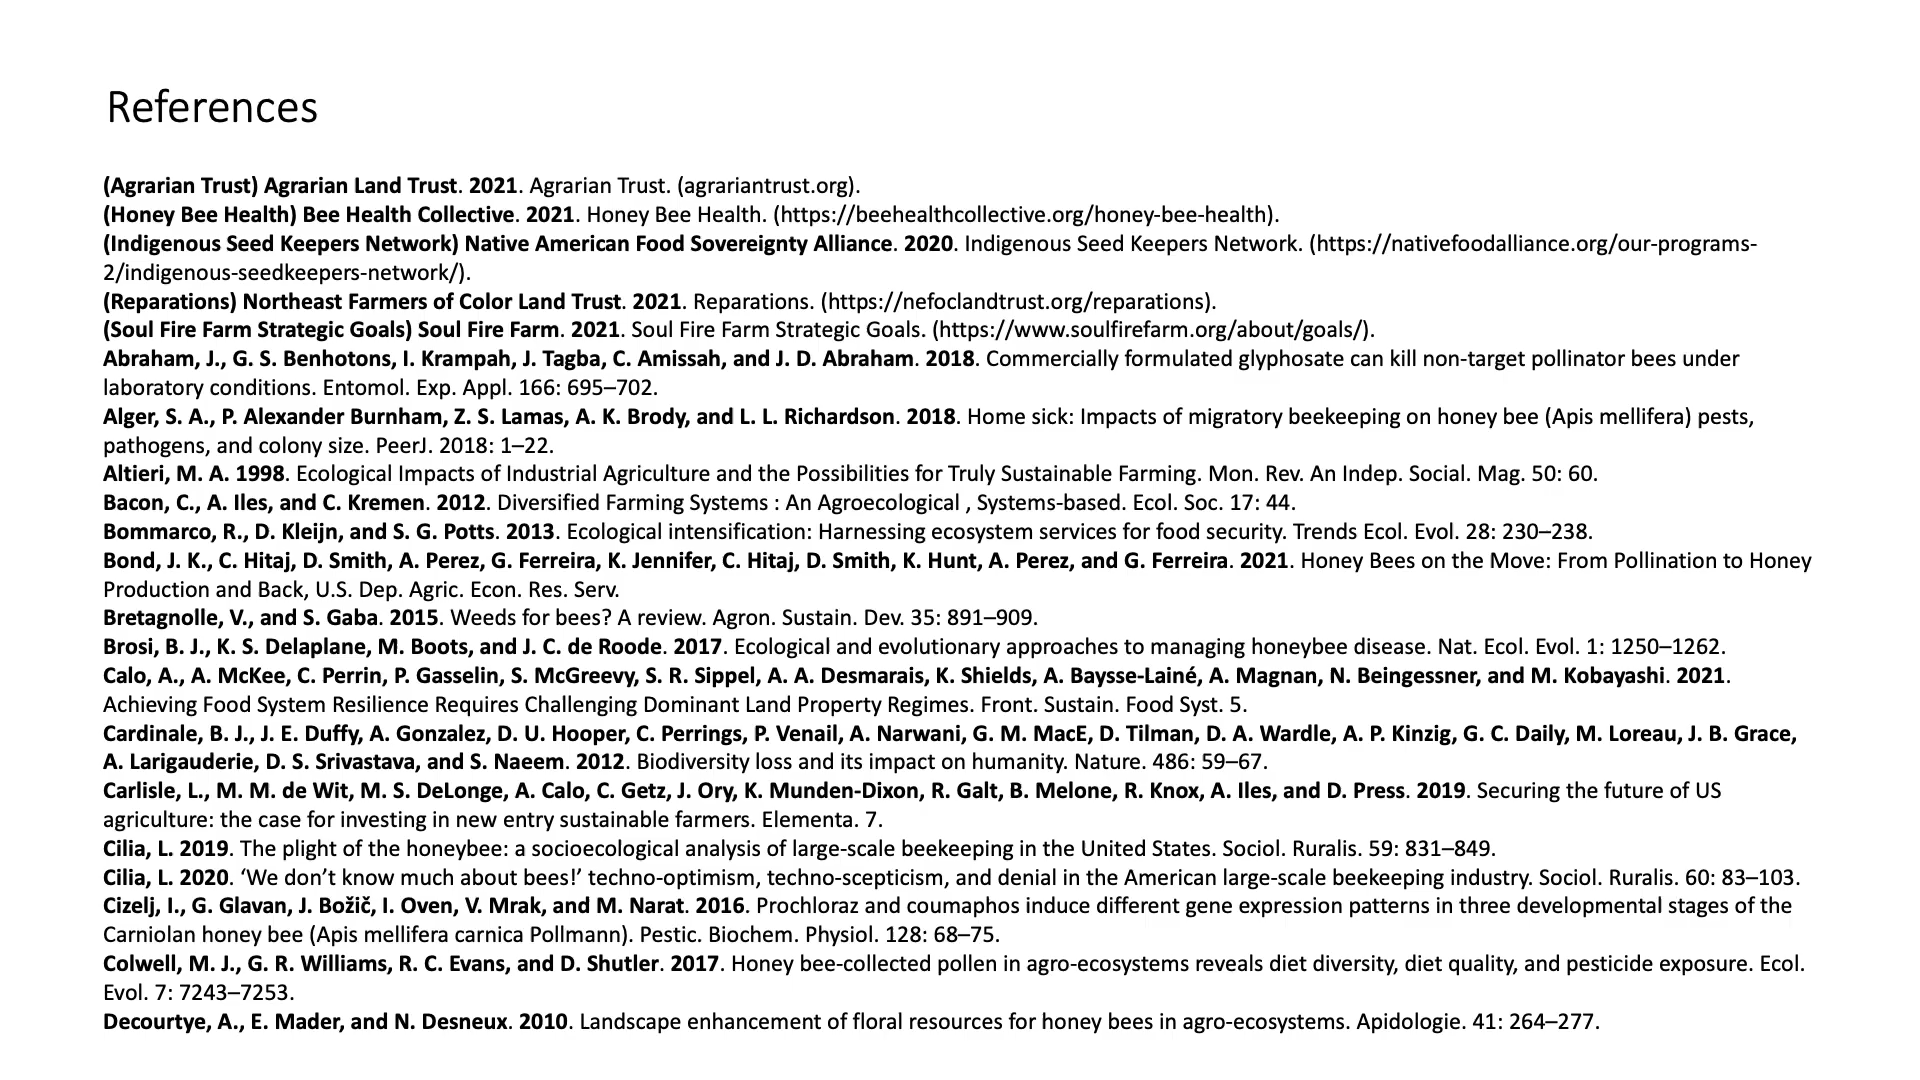 References
(Agrarian Trust) Agrarian Land Trust. 2021. Agrarian Trust. (agrariantrust.org).
(Honey Bee Health) Bee Health Collective. 2021. Honey Bee Health. (https://beehealthcollective.org/honey-bee-health).
(Indigenous Seed Keepers Network) Native American Food Sovereignty Alliance. 2020. Indigenous Seed Keepers Network. (https://nativefoodalliance.org/our-programs-
2/indigenous-seedkeepers-network/).
(Reparations) Northeast Farmers of Color Land Trust. 2021. Reparations. (https://nefoclandtrust.org/reparations).
(Soul Fire Farm Strategic Goals) Soul Fire Farm. 2021. Soul Fire Farm Strategic Goals. (https://www.soulfirefarm.org/about/goals/).
Abraham, J., G. S. Benhotons, I. Krampah, J. Tagba, C. Amissah, and J. D. Abraham. 2018. Commercially formulated glyphosate can kill non-target pollinator bees under
laboratory conditions. Entomol. Exp. Appl. 166: 695–702.
Alger, S. A., P. Alexander Burnham, Z. S. Lamas, A. K. Brody, and L. L. Richardson. 2018. Home sick: Impacts of migratory beekeeping on honey bee (Apis mellifera) pests,
pathogens, and colony size. PeerJ. 2018: 1–22.
Altieri, M. A. 1998. Ecological Impacts of Industrial Agriculture and the Possibilities for Truly Sustainable Farming. Mon. Rev. An Indep. Social. Mag. 50: 60.
Bacon, C., A. Iles, and C. Kremen. 2012. Diversified Farming Systems : An Agroecological , Systems-based. Ecol. Soc. 17: 44.
Bommarco, R., D. Kleijn, and S. G. Potts. 2013. Ecological intensification: Harnessing ecosystem services for food security. Trends Ecol. Evol. 28: 230–238.
Bond, J. K., C. Hitaj, D. Smith, A. Perez, G. Ferreira, K. Jennifer, C. Hitaj, D. Smith, K. Hunt, A. Perez, and G. Ferreira. 2021. Honey Bees on the Move: From Pollination to Honey
Production and Back, U.S. Dep. Agric. Econ. Res. Serv.
Bretagnolle, V., and S. Gaba. 2015. Weeds for bees? A review. Agron. Sustain. Dev. 35: 891–909.
Brosi, B. J., K. S. Delaplane, M. Boots, and J. C. de Roode. 2017. Ecological and evolutionary approaches to managing honeybee disease. Nat. Ecol. Evol. 1: 1250–1262.
Calo, A., A. McKee, C. Perrin, P. Gasselin, S. McGreevy, S. R. Sippel, A. A. Desmarais, K. Shields, A. Baysse-Lainé, A. Magnan, N. Beingessner, and M. Kobayashi. 2021.
Achieving Food System Resilience Requires Challenging Dominant Land Property Regimes. Front. Sustain. Food Syst. 5.
Cardinale, B. J., J. E. Duffy, A. Gonzalez, D. U. Hooper, C. Perrings, P. Venail, A. Narwani, G. M. MacE, D. Tilman, D. A. Wardle, A. P. Kinzig, G. C. Daily, M. Loreau, J. B. Grace,
A. Larigauderie, D. S. Srivastava, and S. Naeem. 2012. Biodiversity loss and its impact on humanity. Nature. 486: 59–67.
Carlisle, L., M. M. de Wit, M. S. DeLonge, A. Calo, C. Getz, J. Ory, K. Munden-Dixon, R. Galt, B. Melone, R. Knox, A. Iles, and D. Press. 2019. Securing the future of US
agriculture: the case for investing in new entry sustainable farmers. Elementa. 7.
Cilia, L. 2019. The plight of the honeybee: a socioecological analysis of large-scale beekeeping in the United States. Sociol. Ruralis. 59: 831–849.
Cilia, L. 2020. ‘We don’t know much about bees!’ techno-optimism, techno-scepticism, and denial in the American large-scale beekeeping industry. Sociol. Ruralis. 60: 83–103.
Cizelj, I., G. Glavan, J. Božič, I. Oven, V. Mrak, and M. Narat. 2016. Prochloraz and coumaphos induce different gene expression patterns in three developmental stages of the
Carniolan honey bee (Apis mellifera carnica Pollmann). Pestic. Biochem. Physiol. 128: 68–75.
Colwell, M. J., G. R. Williams, R. C. Evans, and D. Shutler. 2017. Honey bee-collected pollen in agro-ecosystems reveals diet diversity, diet quality, and pesticide exposure. Ecol.
Evol. 7: 7243–7253.
Decourtye, A., E. Mader, and N. Desneux. 2010. Landscape enhancement of floral resources for honey bees in agro-ecosystems. Apidologie. 41: 264–277.